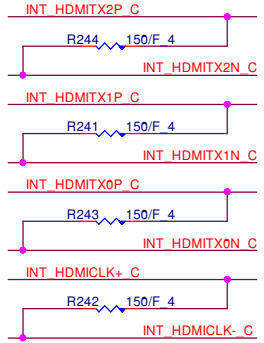 INT_HDMITX2P_C
R244 150/F_4
INT_HDMITX2N_C
INT_HDMITX1P_C
R241 150/F_4
INT_HDMITX1N_C
INT_HDMITX0P_C
R243 150/F_4
INT_HDMITX0N_C
INT_HDMICLK+_C
R242 150/F_4
INT_HDMICLK-_C